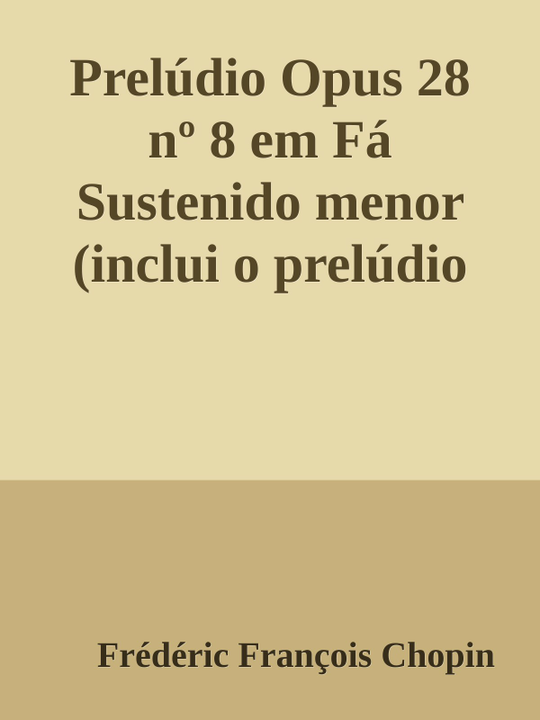 Prelúdio Opus 28
nº 8 em Fá
Sustenido menor
(inclui o prelúdio
Frédéric François Chopin